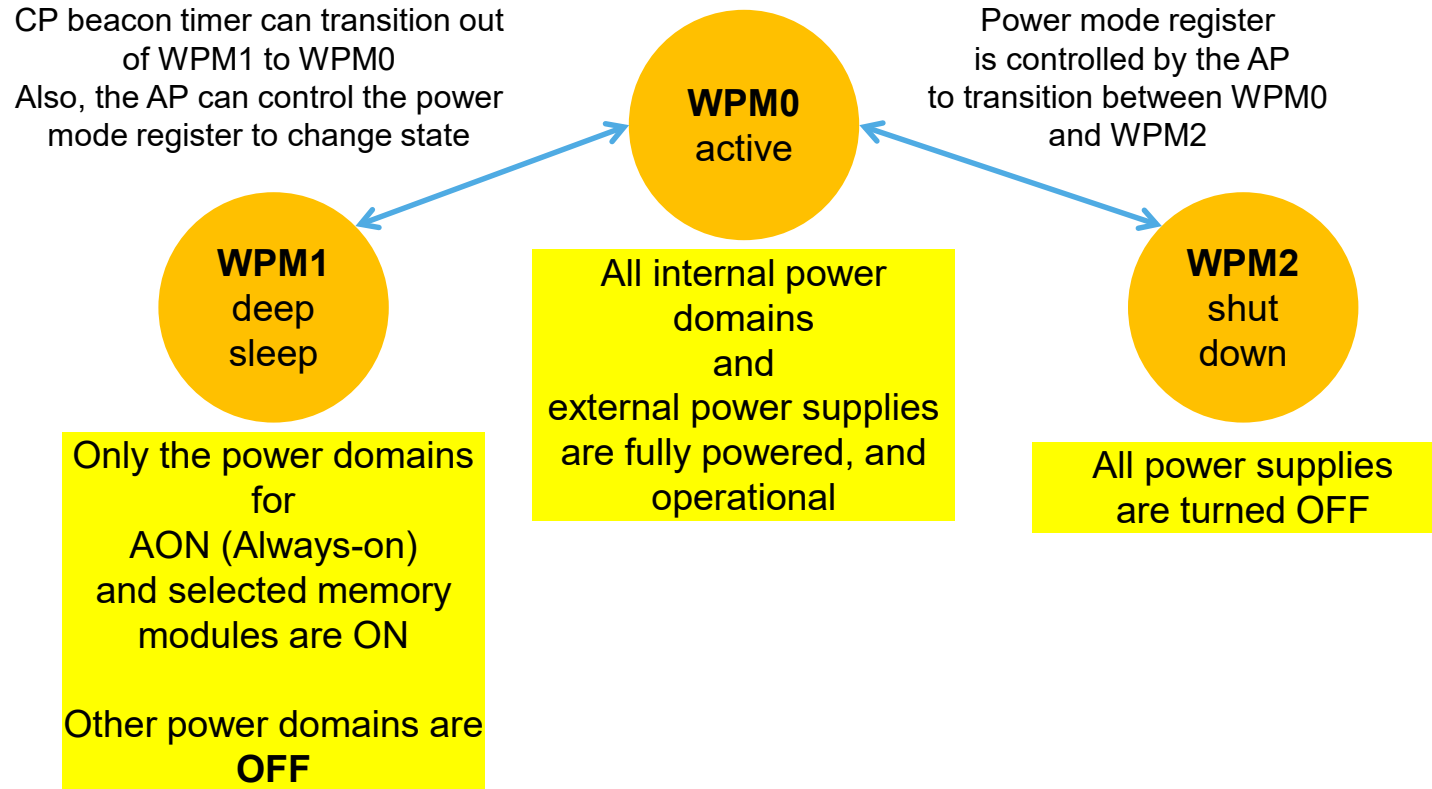 CP beacon timer can transition out
of WPM1 to WPM0
Also, the AP can control the power
mode register to change state
WPM0
active
Power mode register
is controlled by the AP
to transition between WPM0
and WPM2
WPM1
deep
sleep
WPM2
shut
down
All internal power
domains
and
external power supplies
are fully powered, and
operational
Only the power domains
for
AON (Always-on)
and selected memory
modules are ON
Other power domains are
OFF
All power supplies
are turned OFF